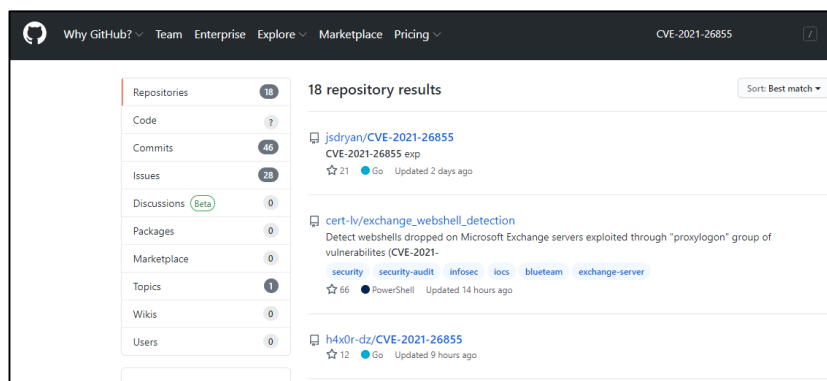 Why GitHub? Team Enterprise Explore Marketplace Pricing CVE-2021-26855 /
Repositories 18
Code ?
Commits 46
Issues 28
Discussions Beta 0
Packages 0
Marketplace 0
Topics 1
Wikis 0
Users 0
18 repository results Sort: Best match
jsdryan/CVE-2021-26855
CVE-2021-26855 exp
21 Go Updated 2 days ago
cert-lv/exchange_webshell_detection
Detect webshells dropped on Microsoft Exchange servers exploited through "proxylogon" group of
vulnerabilites (CVE-2021-
security security-audit infosec iocs blueteam exchange-server
66 PowerShell Updated 14 hours ago
h4x0r-dz/CVE-2021-26855
12 Go Updated 9 hours ago